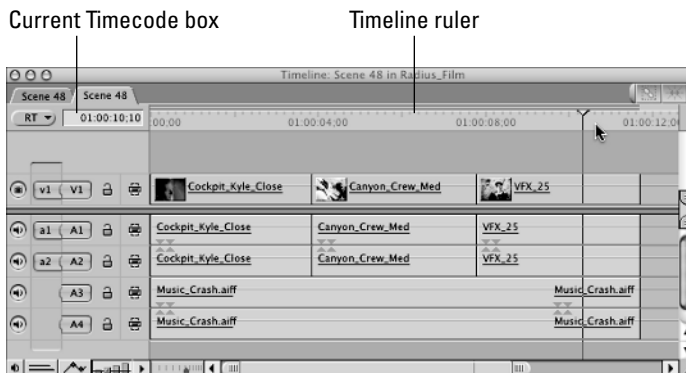 Current Timecode box Timeline ruler
Timeline: Scene 48 in Radius_Film
Scene 48 Scene 48
RT 01:00:10;10 00;00 01:00:04;00 01:00:08;00 01:00:12;0
v1 V1 Cockpit_Kyle_Close Canyon_Crew_Med VFX_25
a1 A1 Cockpit_Kyle_Close Canyon_Crew_Med VFX_25
a2 A2 Cockpit_Kyle_Close Canyon_Crew_Med VFX_25
A3 Music_Crash.aiff Music_Crash.aiff
A4 Music_Crash.aiff Music_Crash.aiff